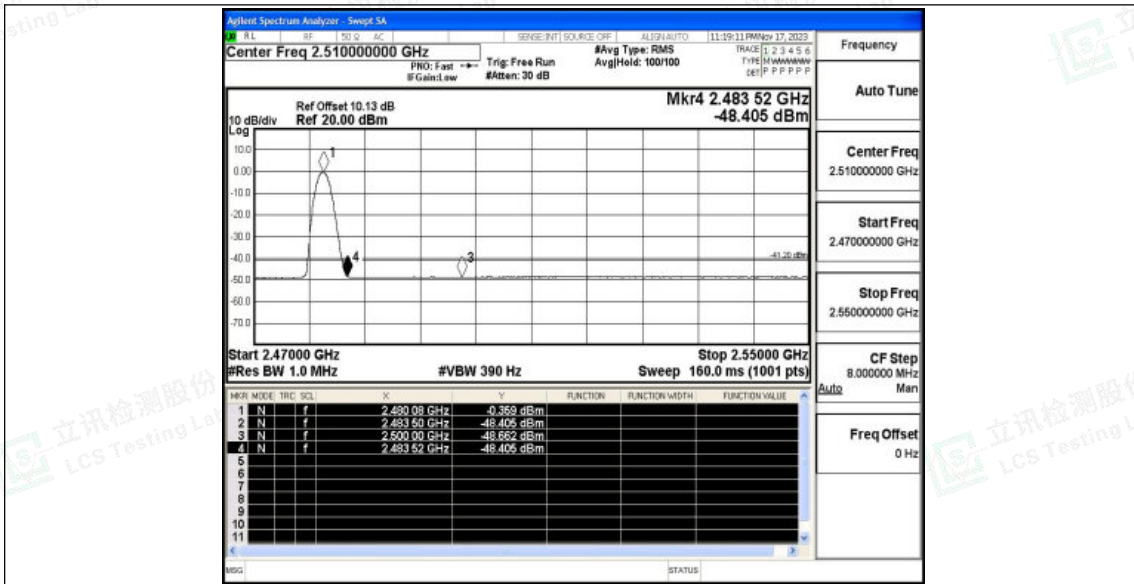 Agilent Spectrum Analyzer - Swept SA
RL RF 50 Ω AC SENSE:INT SOURCE OFF ALIGN AUTO 11:19:11 PM Nov 17, 2023
Center Freq 2.510000000 GHz
PNO: Fast
IFGain:Low
Trig: Free Run
#Atten: 30 dB
#Avg Type: RMS
Avg|Hold: 100/100
TRACE 1 2 3 4 5 6
TYPE M WWWWW
DET P P P P P P
Ref Offset 10.13 dB
Ref 20.00 dBm
10 dB/div
Log
Mkr4 2.483 52 GHz
-48.405 dBm
10.0
0.00
-10.0
-20.0
-30.0
-40.0
-50.0
-60.0
-70.0
1
4
3
-41.20 dBm
Start 2.47000 GHz
Stop 2.55000 GHz
#Res BW 1.0 MHz
#VBW 390 Hz
Sweep 160.0 ms (1001 pts)
MKR MODE TRC SCL X Y FUNCTION FUNCTION WIDTH FUNCTION VALUE
1 N f 2.480 08 GHz -0.359 dBm
2 N f 2.483 50 GHz -48.405 dBm
3 N f 2.500 00 GHz -48.662 dBm
4 N f 2.483 52 GHz -48.405 dBm
5
6
7
8
9
10
11
MSG
STATUS
Frequency
Auto Tune
Center Freq
2.510000000 GHz
Start Freq
2.470000000 GHz
Stop Freq
2.550000000 GHz
CF Step
8.000000 MHz
Auto Man
Freq Offset
0 Hz
立讯检测股份
LCS Testing Lab
立讯检测股份
LCS Testing L